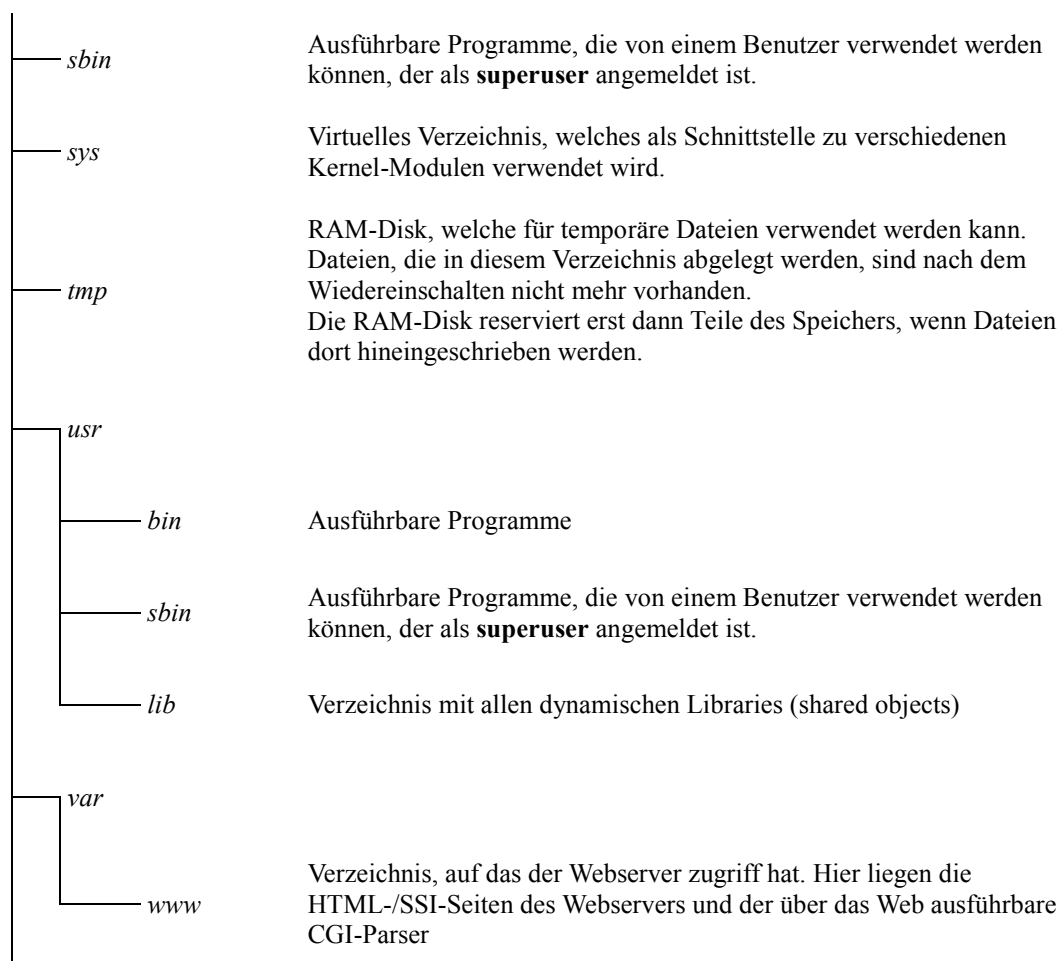 sbin
Ausführbare Programme, die von einem Benutzer verwendet werden
können, der als superuser angemeldet ist.
sys
Virtuelles Verzeichnis, welches als Schnittstelle zu verschiedenen
Kernel-Modulen verwendet wird.
tmp
RAM-Disk, welche für temporäre Dateien verwendet werden kann.
Dateien, die in diesem Verzeichnis abgelegt werden, sind nach dem
Wiedereinschalten nicht mehr vorhanden.
Die RAM-Disk reserviert erst dann Teile des Speichers, wenn Dateien
dort hineingeschrieben werden.
usr
bin
Ausführbare Programme
sbin
Ausführbare Programme, die von einem Benutzer verwendet werden
können, der als superuser angemeldet ist.
lib
Verzeichnis mit allen dynamischen Libraries (shared objects)
var
www
Verzeichnis, auf das der Webserver zugriff hat. Hier liegen die
HTML-/SSI-Seiten des Webservers und der über das Web ausführbare
CGI-Parser